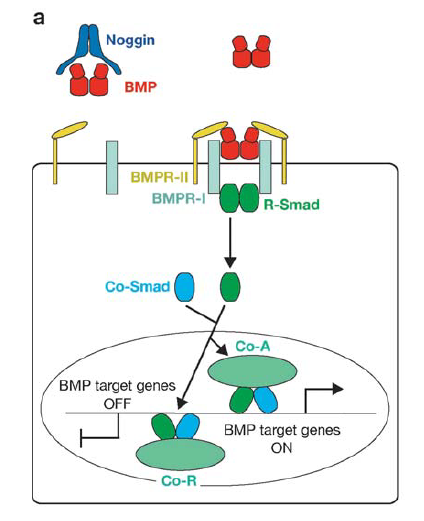 a
Noggin
BMP
BMPR-II
BMPR-I
R-Smad
Co-Smad
Co-A
BMP target genes
OFF
BMP target genes
ON
Co-R